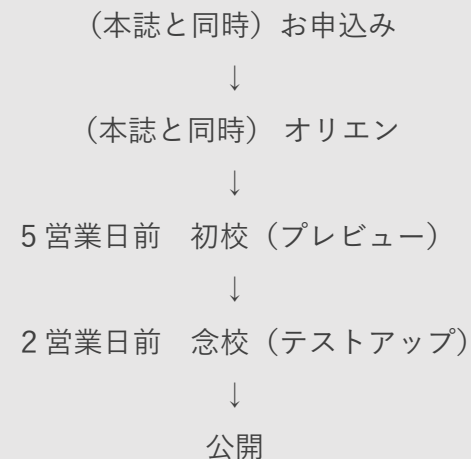 （本誌と同時）お申込み
↓
（本誌と同時） オリエン
↓
5 営業日前　初校（プレビュー）
↓
2 営業日前　念校（テストアップ）
↓
公開